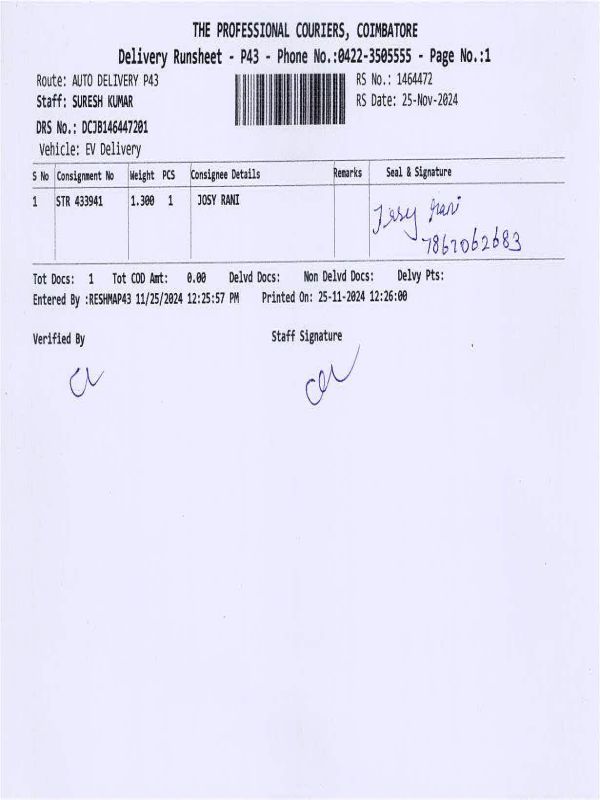 THE PROFESSIONAL COURIERS, COIMBATORE
Delivery Runsheet - P43 - Phone No.:0422-3505555 - Page No.:1
Route: AUTO DELIVERY P43 RS No.: 1464472
Staff: SURESH KUMAR RS Date: 25-Nov-2024
DRS No.: DCJB146447201
Vehicle: EV Delivery
S No Consignment No Weight PCS Consignee Details Remarks Seal & Signature
1 STR 433941 1.300 1 JOSY RANI Josy Rani
7867062683
Tot Docs: 1 Tot COD Amt: 0.00 Delvd Docs: Non Delvd Docs: Delvy Pts:
Entered By :RESHMAP43 11/25/2024 12:25:57 PM Printed On: 25-11-2024 12:26:00
Verified By Staff Signature